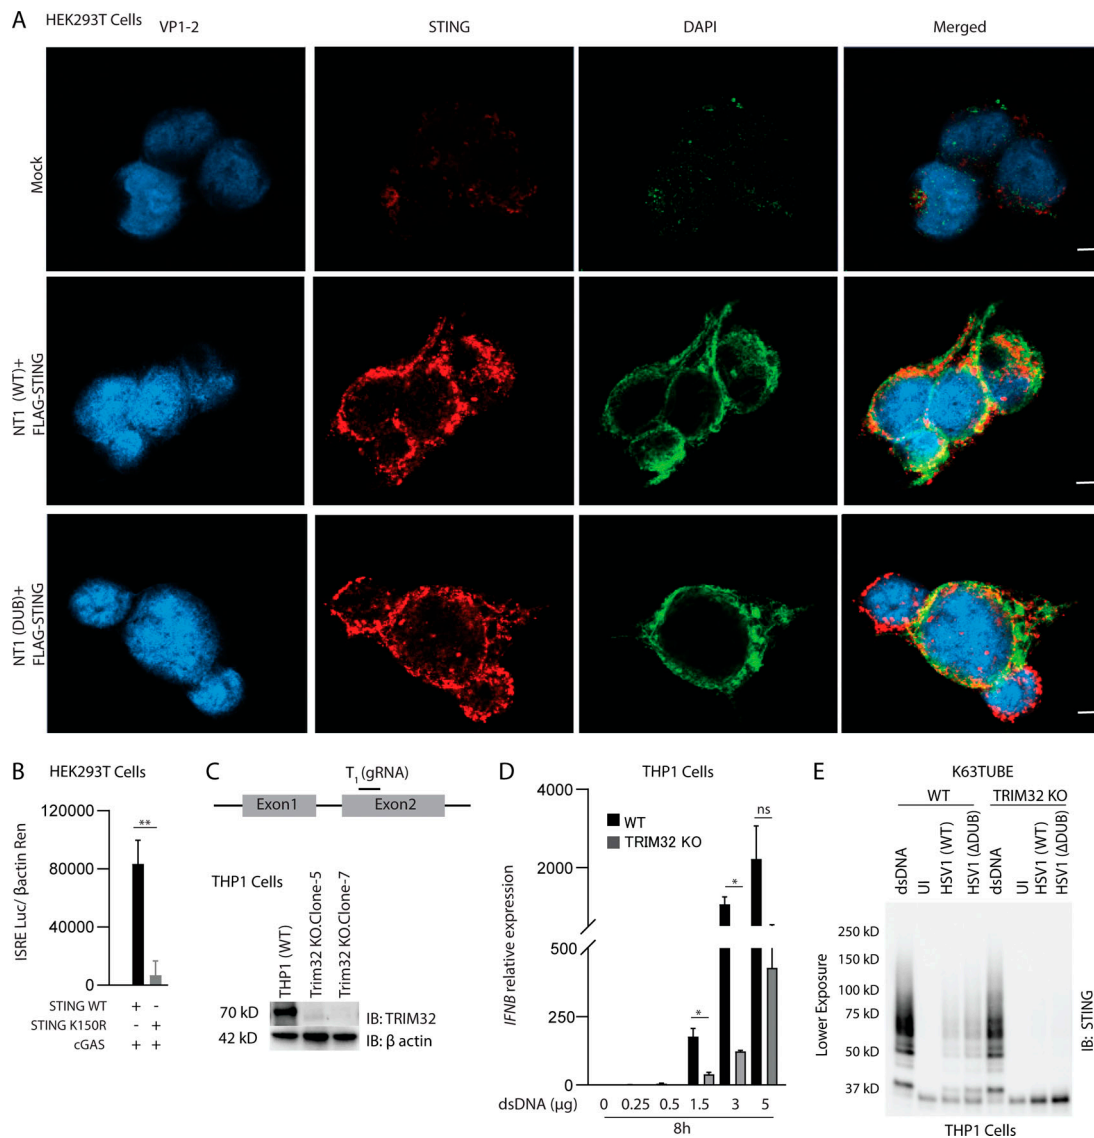 A
HEK293T Cells
VP1-2
STING
DAPI
Merged
Mock
NT1 (WT)+
FLAG-STING
NT1 (DUB)+
FLAG-STING
B
HEK293T Cells
ISRE Luc/ βactin Ren
120000
80000
40000
0
**
STING WT + -
STING K150R - +
cGAS + +
C
T1 (gRNA)
Exon1
Exon2
THP1 Cells
THP1 (WT)
Trim32 KO.Clone-5
Trim32 KO.Clone-7
70 kD
IB: TRIM32
42 kD
IB: β actin
D
THP1 Cells
IFNB relative expression
4000
2000
500
250
0
WT
TRIM32 KO
*
*
ns
dsDNA (μg) 0 0.25 0.5 1.5 3 5
8h
E
K63TUBE
WT
TRIM32 KO
dsDNA
UI
HSV1 (WT)
HSV1 (ΔDUB)
dsDNA
UI
HSV1 (WT)
HSV1 (ΔDUB)
Lower Exposure
250 kD
150 kD
100 kD
75 kD
50 kD
37 kD
IB: STING
THP1 Cells